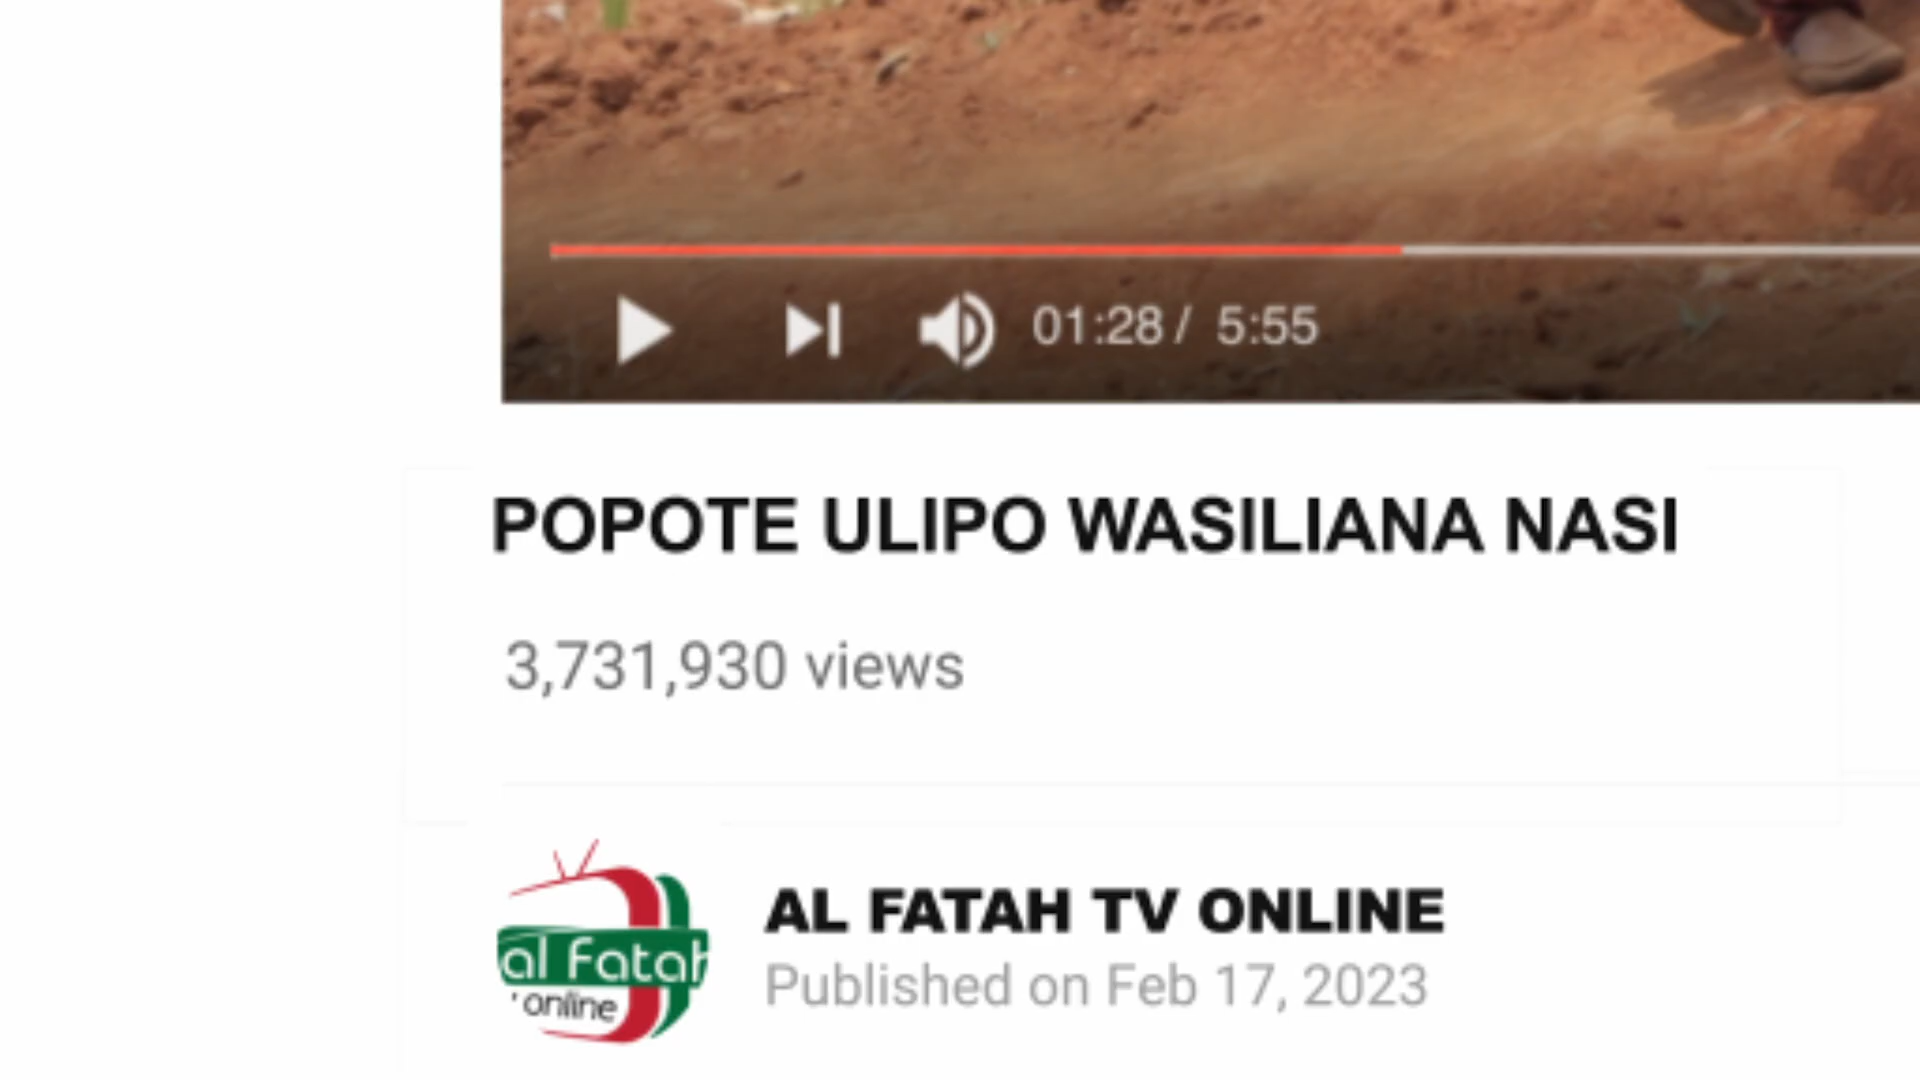 01:28 / 5:55
POPOTE ULIPO WASILIANA NASI
3,731,930 views
al Fatah
online
AL FATAH TV ONLINE
Published on Feb 17, 2023